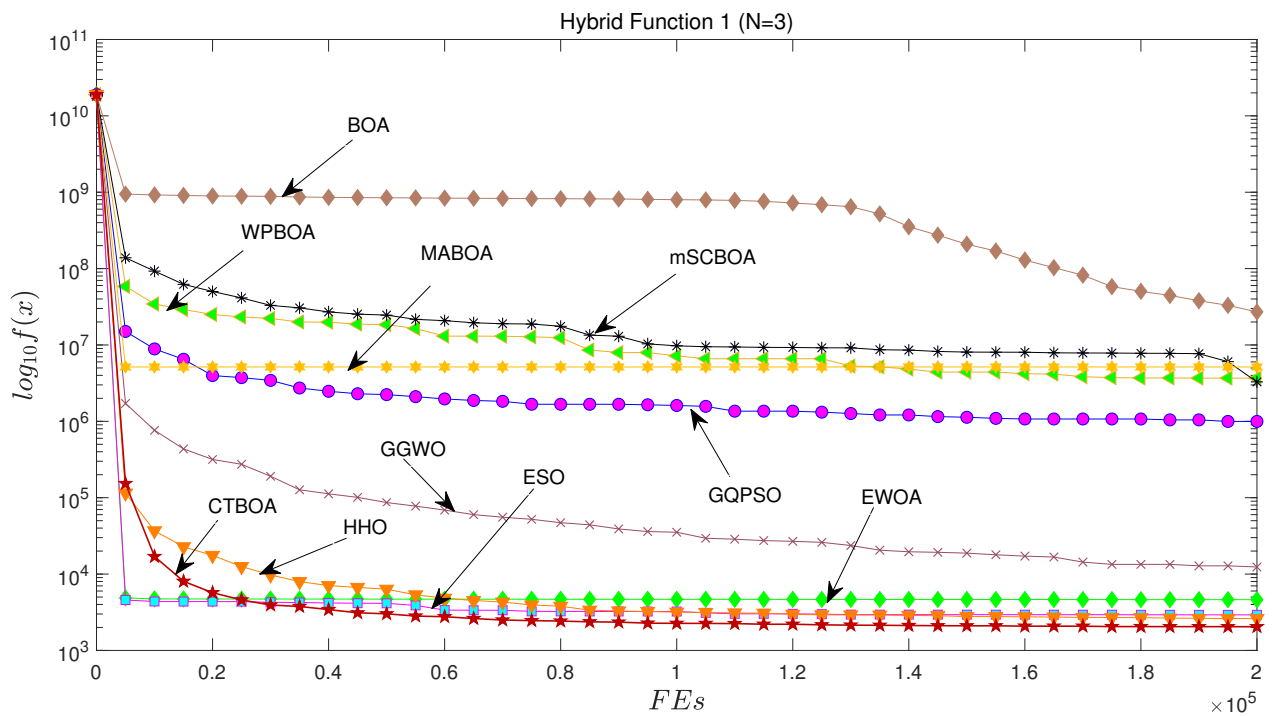 Hybrid Function 1 (N=3)
10^11
10^10
10^9
10^8
10^7
10^6
10^5
10^4
10^3
log10 f(x)
BOA
WPBOA
MABOA
mSCBOA
GGWO
ESO
GQPSO
EWOA
CTBOA
HHO
0 0.2 0.4 0.6 0.8 1 1.2 1.4 1.6 1.8 2
FEs
×10^5